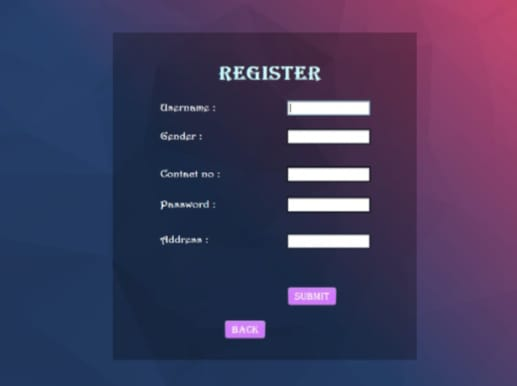 REGISTER
Username :
Gender :
Contact no :
Password :
Address :
SUBMIT
BACK